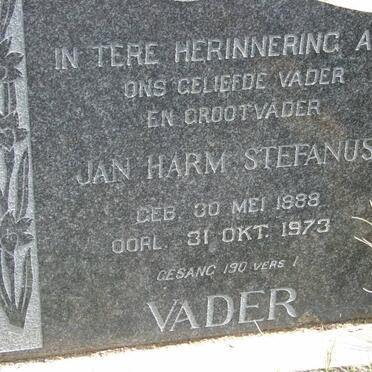 IN TERE HERINNERING A
ONS GELIEFDE VADER
EN GROOTVADER
JAN HARM STEFANUS
GEB. 30 MEI 1888
OORL. 31 OKT. 1973
GESANG 190 VERS 1
VADER